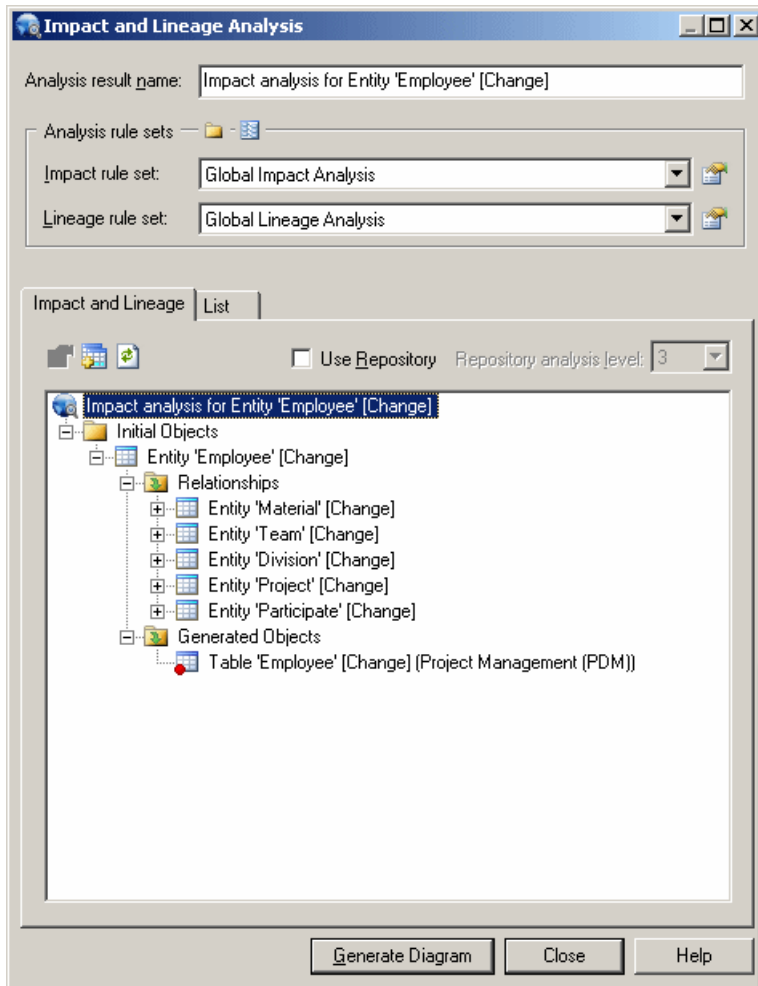 Impact and Lineage Analysis
Analysis result name: Impact analysis for Entity 'Employee' [Change]
Analysis rule sets
Impact rule set: Global Impact Analysis
Lineage rule set: Global Lineage Analysis
Impact and Lineage List
Use Repository Repository analysis level: 3
Impact analysis for Entity 'Employee' [Change]
Initial Objects
Entity 'Employee' [Change]
Relationships
Entity 'Material' [Change]
Entity 'Team' [Change]
Entity 'Division' [Change]
Entity 'Project' [Change]
Entity 'Participate' [Change]
Generated Objects
Table 'Employee' [Change] (Project Management (PDM))
Generate Diagram Close Help